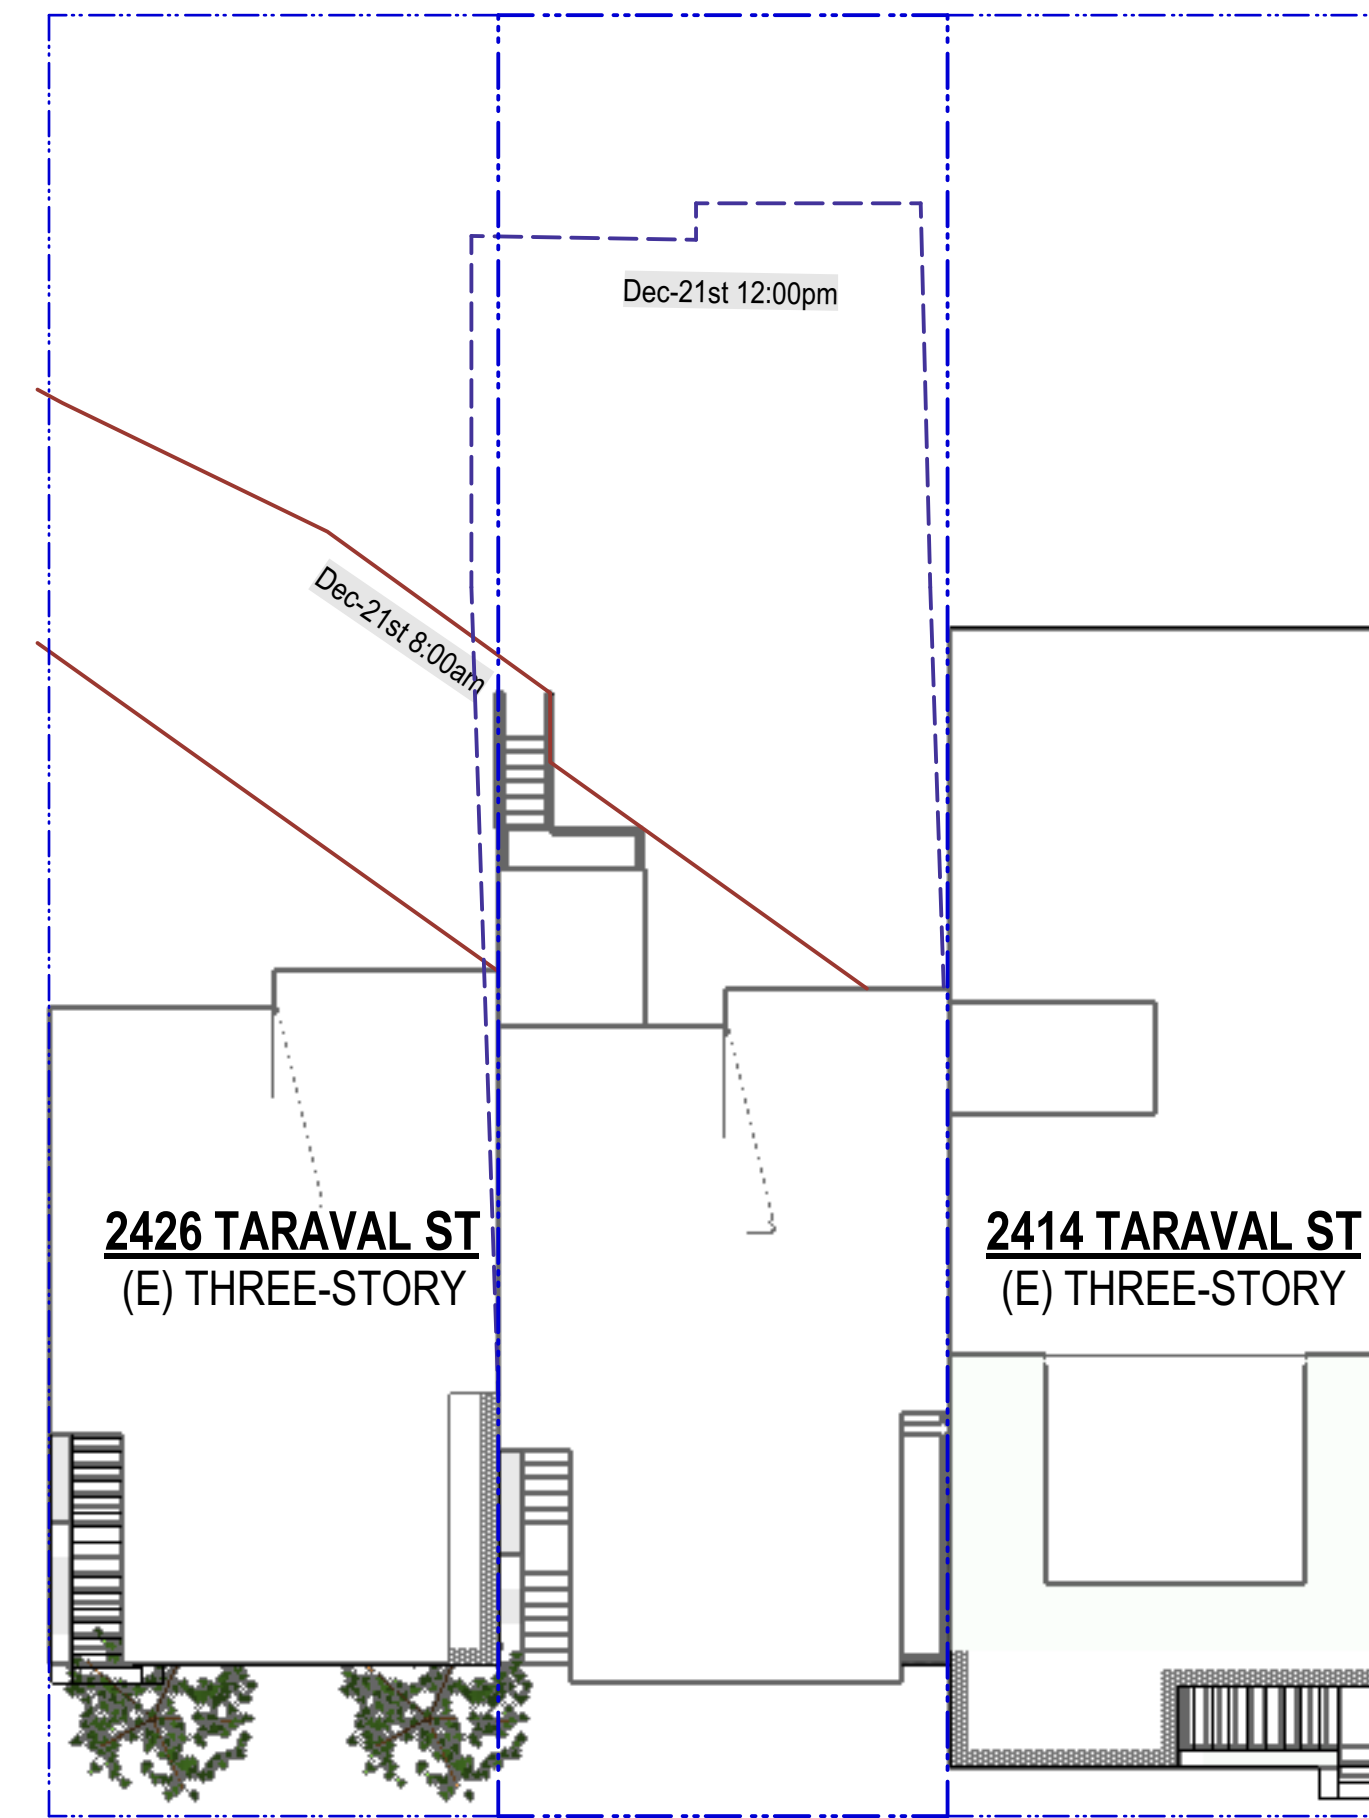 Dec-21st 12:00pm
Dec-21st 8:00am
2426 TARAVAL ST
(E) THREE-STORY
2414 TARAVAL ST
(E) THREE-STORY